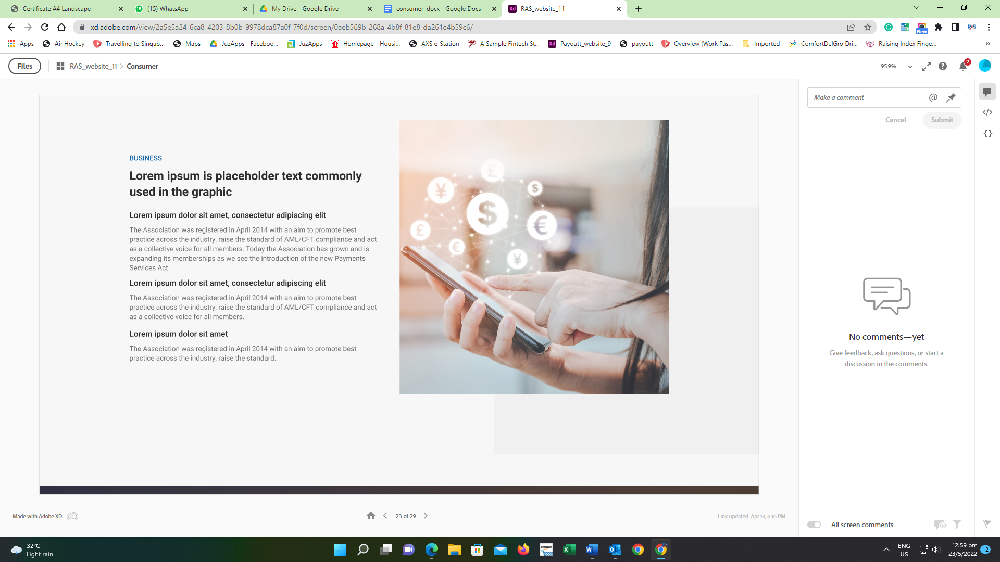 Certificate A4 Landscape
(15) WhatsApp
My Drive - Google Drive
consumer .docx - Google Docs
Xd RAS_website_11
xd.adobe.com/view/2a5e5a24-6ca8-4203-8b0b-9978dca87a0f-7f0d/screen/0aeb569b-268a-4b8f-81e8-da261e4b59c6/
New
Apps
Air Hockey
Travelling to Singap...
Maps
JuzApps - Faceboo...
JuzApps
Homepage - Housi...
AXS e-Station
A Sample Fintech St...
Xd Payoutt_website_9
payoutt
Overview (Work Pas...
Imported
ComfortDelGro Dri...
Raising Index Finge...
Files
RAS_website_11 > Consumer
95.9%
2
BUSINESS
Lorem ipsum is placeholder text commonly
used in the graphic
Lorem ipsum dolor sit amet, consectetur adipiscing elit
The Association was registered in April 2014 with an aim to promote best
practice across the industry, raise the standard of AML/CFT compliance and act
as a collective voice for all members. Today the Association has grown and is
expanding its memberships as we see the introduction of the new Payments
Services Act.
Lorem ipsum dolor sit amet, consectetur adipiscing elit
The Association was registered in April 2014 with an aim to promote best
practice across the industry, raise the standard of AML/CFT compliance and act
as a collective voice for all members.
Lorem ipsum dolor sit amet
The Association was registered in April 2014 with an aim to promote best
practice across the industry, raise the standard.
Make a comment
@
Cancel
Submit
No comments—yet
Give feedback, ask questions, or start a
discussion in the comments.
All screen comments
Made with Adobe XD
23 of 29
Link updated: Apr 13, 6:16 PM
32°C
Light rain
amazon
ENG
US
12:59 pm
23/5/2022
12